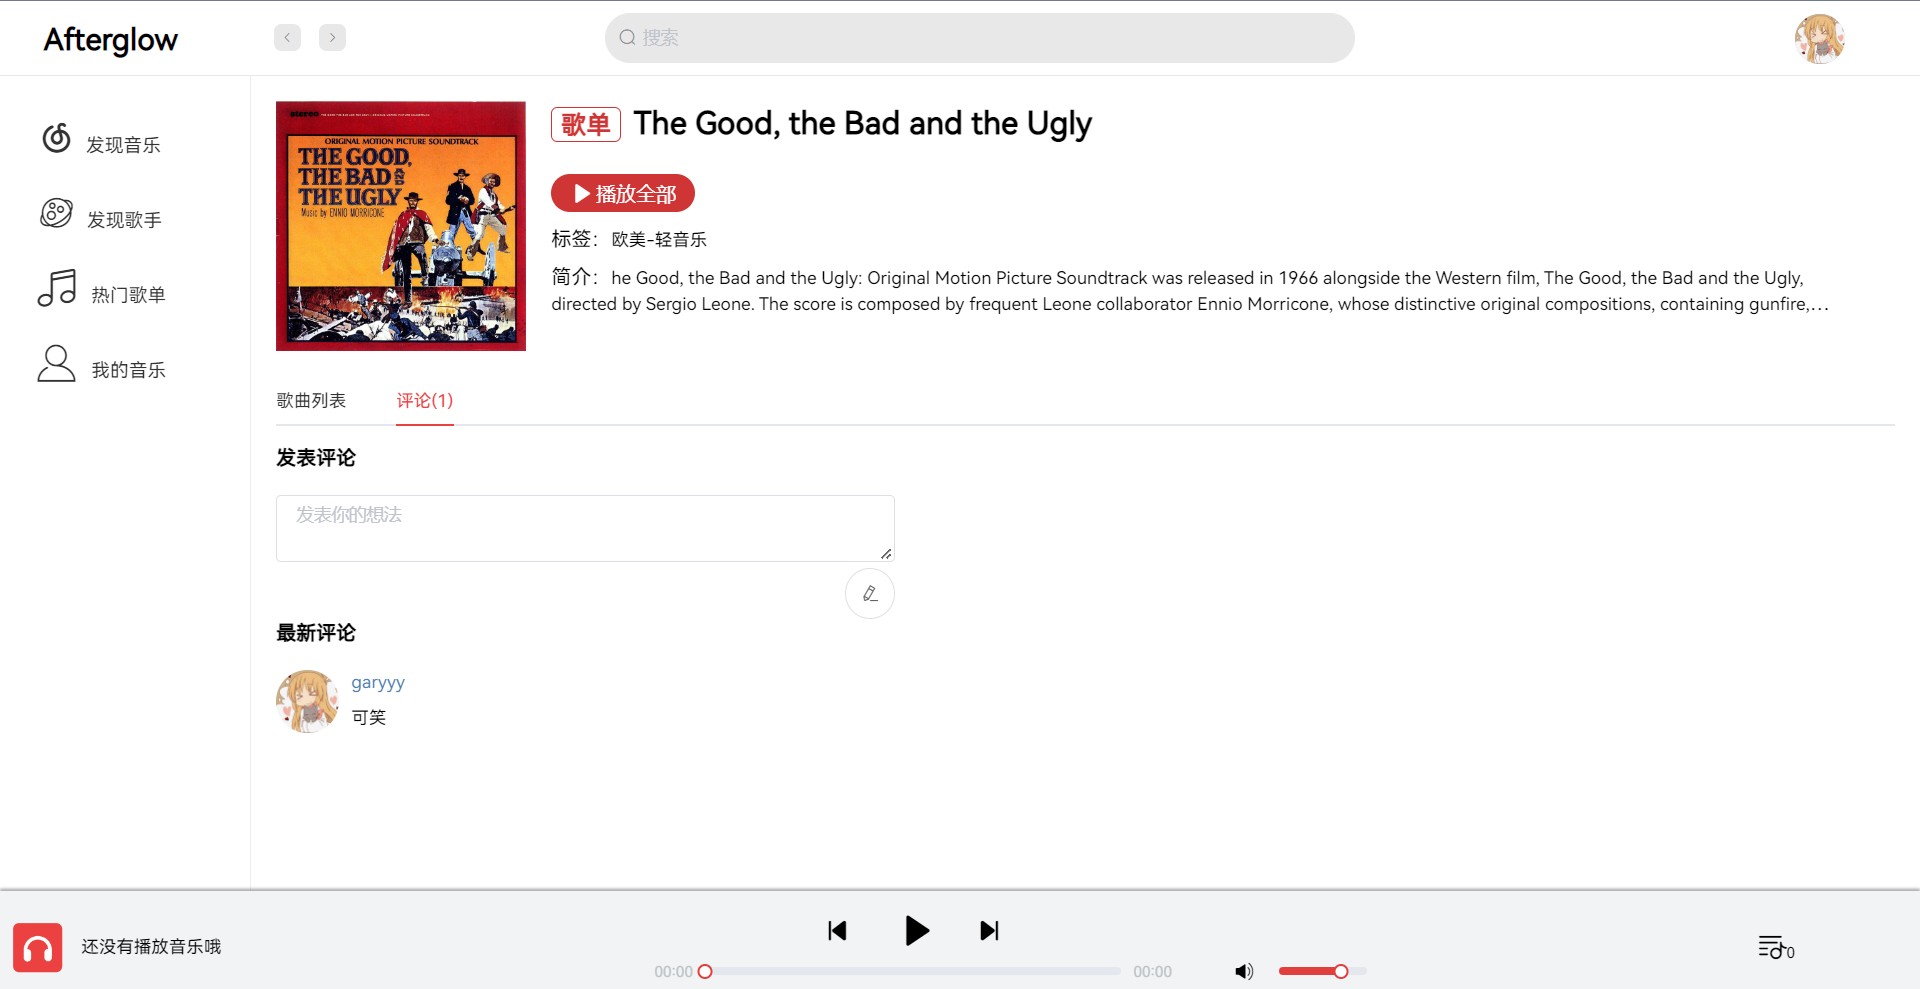 Afterglow
搜索
发现音乐
发现歌手
热门歌单
我的音乐
stereo
ORIGINAL MOTION PICTURE SOUNDTRACK
THE GOOD,
THE BAD AND
THE UGLY
Music by ENNIO MORRICONE
歌单 The Good, the Bad and the Ugly
播放全部
标签：欧美-轻音乐
简介：he Good, the Bad and the Ugly: Original Motion Picture Soundtrack was released in 1966 alongside the Western film, The Good, the Bad and the Ugly,
directed by Sergio Leone. The score is composed by frequent Leone collaborator Ennio Morricone, whose distinctive original compositions, containing gunfire,…
歌曲列表 评论(1)
发表评论
发表你的想法
最新评论
garyyy
可笑
还没有播放音乐哦
00:00 00:00
0